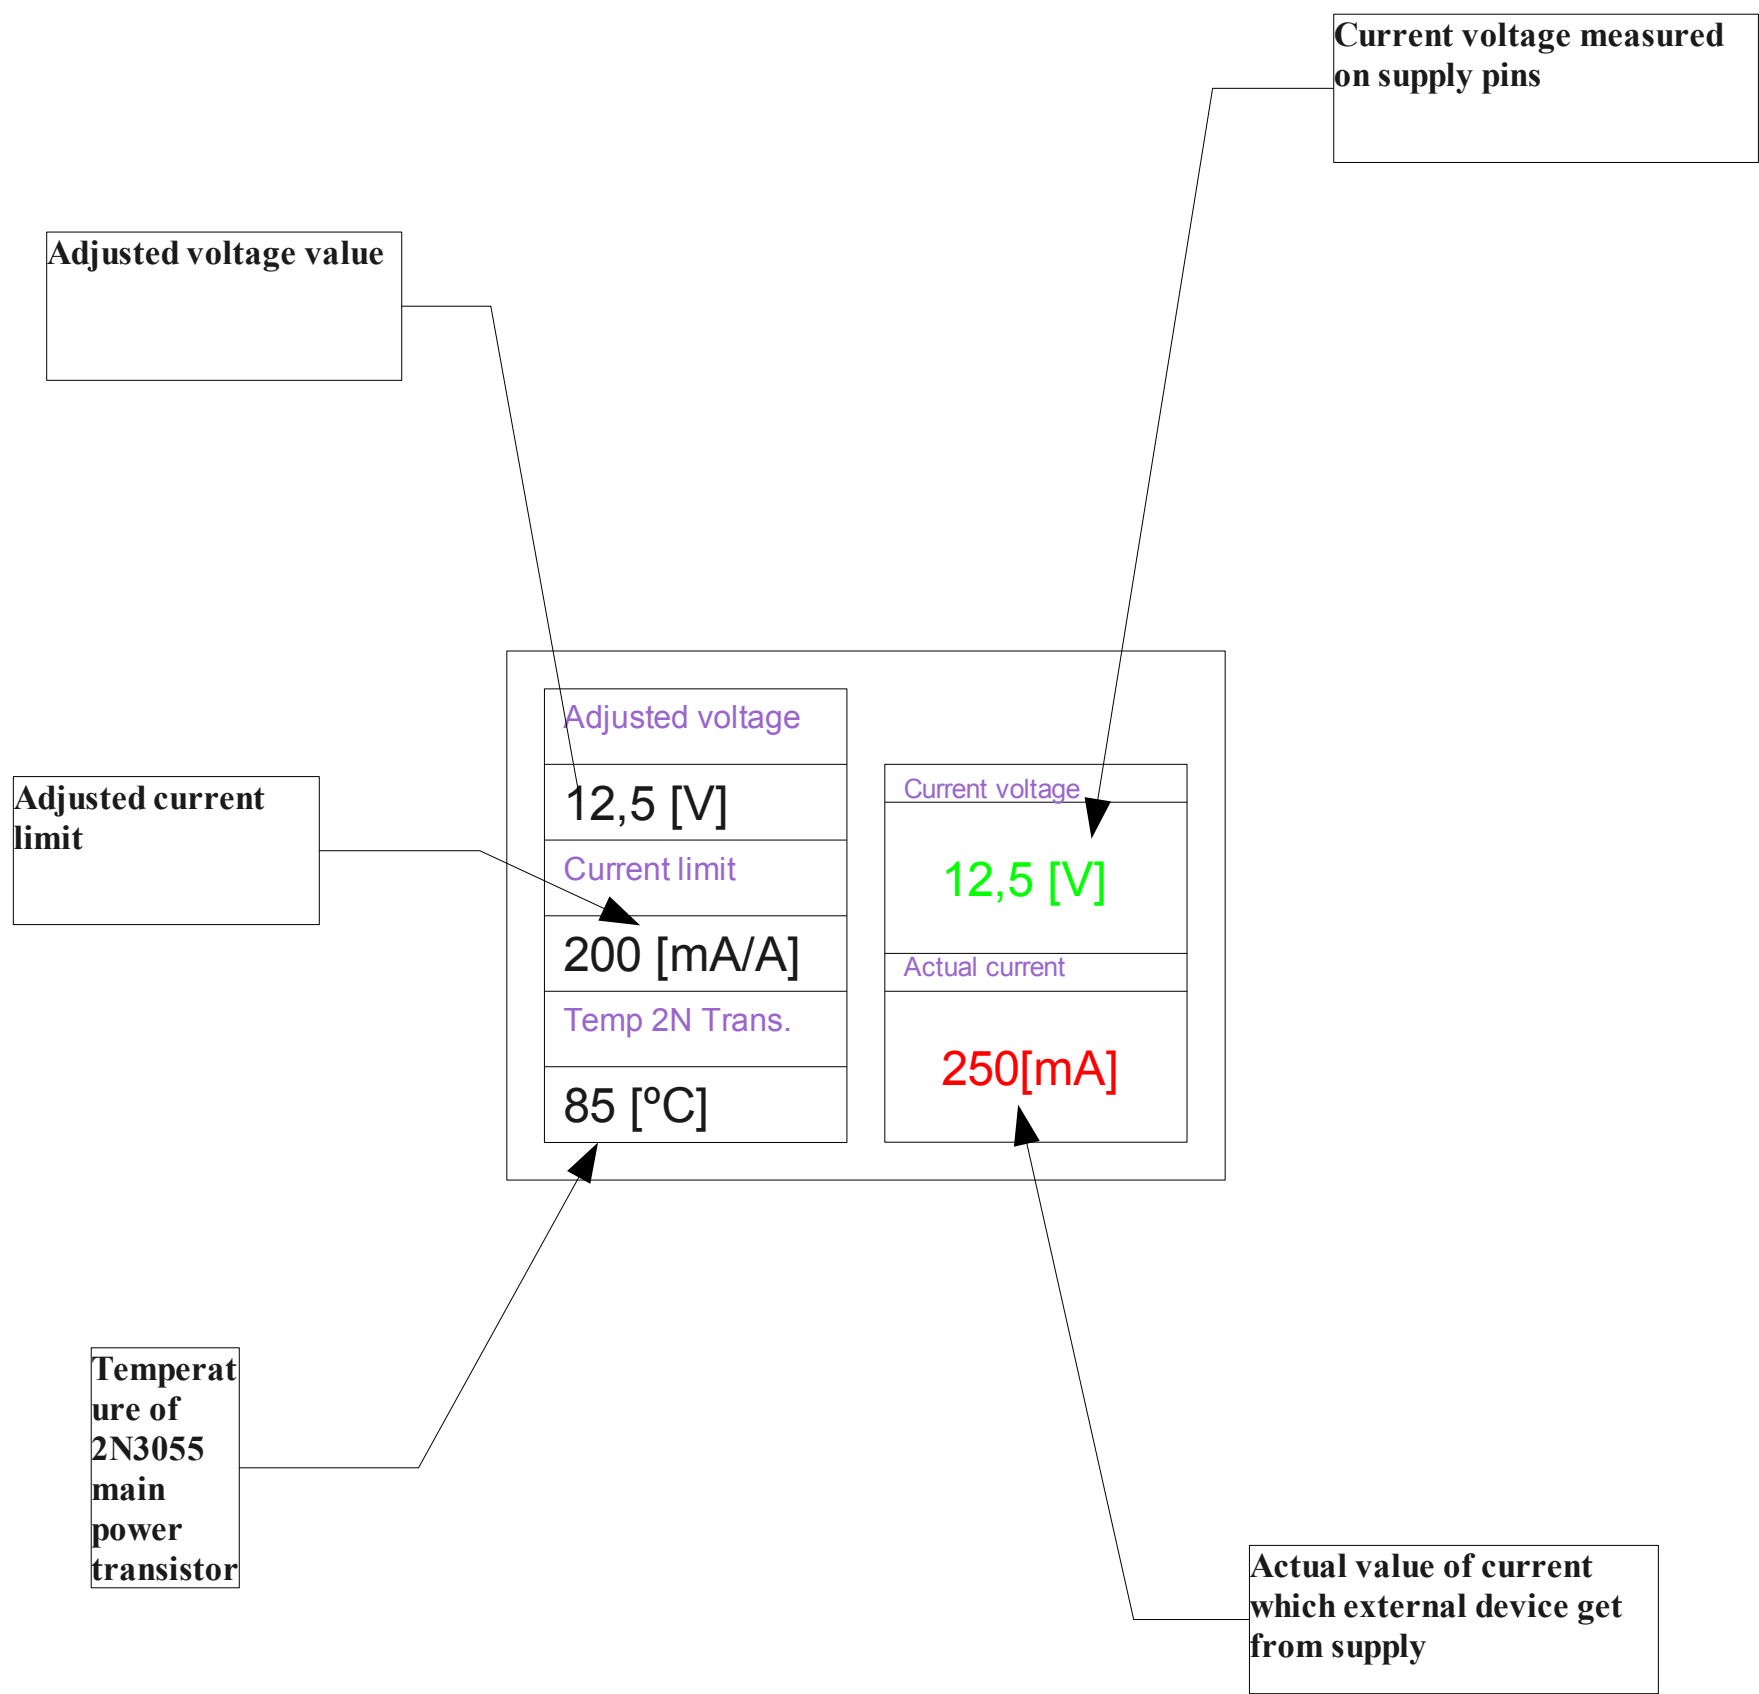 Current voltage measured
on supply pins
Adjusted voltage value
Adjusted current
limit
Adjusted voltage
12,5 [V]
Current limit
200 [mA/A]
Temp 2N Trans.
85 [ºC]
Current voltage
12,5 [V]
Actual current
250[mA]
Temperat
ure of
2N3055
main
power
transistor
Actual value of current
which external device get
from supply